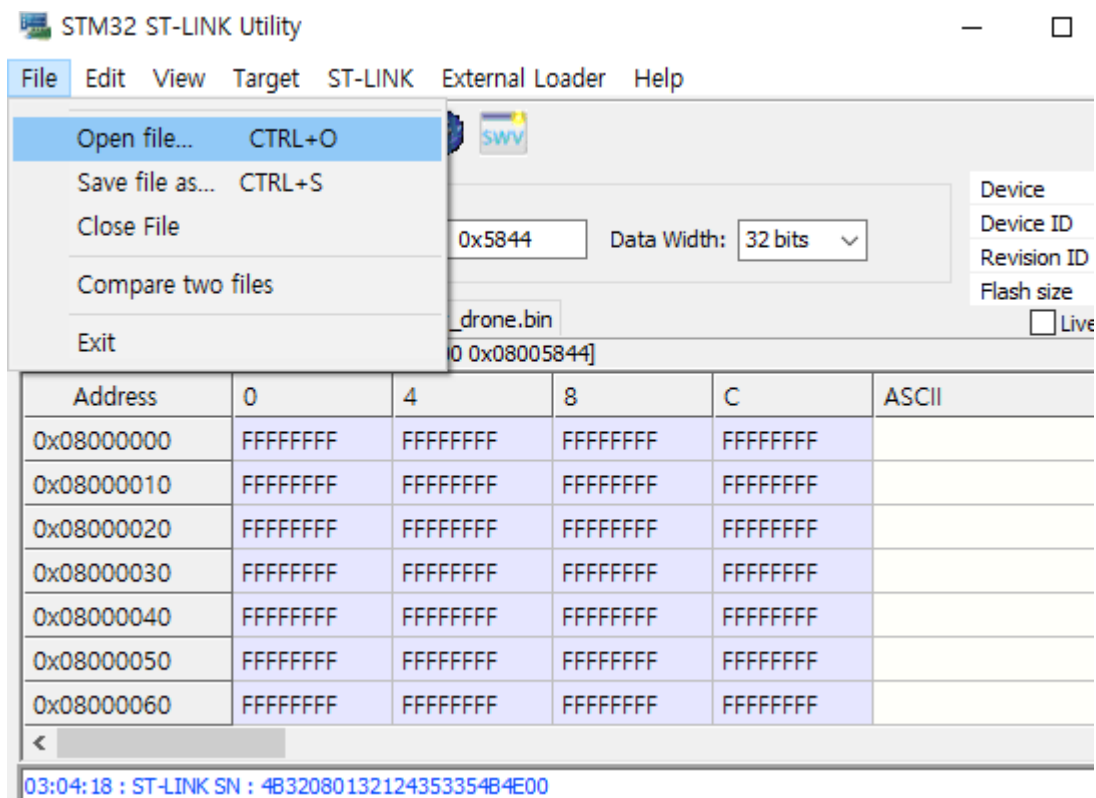 STM32 ST-LINK Utility
File Edit View Target ST-LINK External Loader Help
Open file... CTRL+O
SWV
Save file as... CTRL+S
Device
Close File
0x5844 Data Width: 32 bits
Device ID
Revision ID
Compare two files
Flash size
_drone.bin
Live
Exit
0 0x08005844]
Address 0 4 8 C ASCII
0x08000000 FFFFFFFF FFFFFFFF FFFFFFFF FFFFFFFF
0x08000010 FFFFFFFF FFFFFFFF FFFFFFFF FFFFFFFF
0x08000020 FFFFFFFF FFFFFFFF FFFFFFFF FFFFFFFF
0x08000030 FFFFFFFF FFFFFFFF FFFFFFFF FFFFFFFF
0x08000040 FFFFFFFF FFFFFFFF FFFFFFFF FFFFFFFF
0x08000050 FFFFFFFF FFFFFFFF FFFFFFFF FFFFFFFF
0x08000060 FFFFFFFF FFFFFFFF FFFFFFFF FFFFFFFF
03:04:18 : ST-LINK SN : 4B32080132124353354B4E00